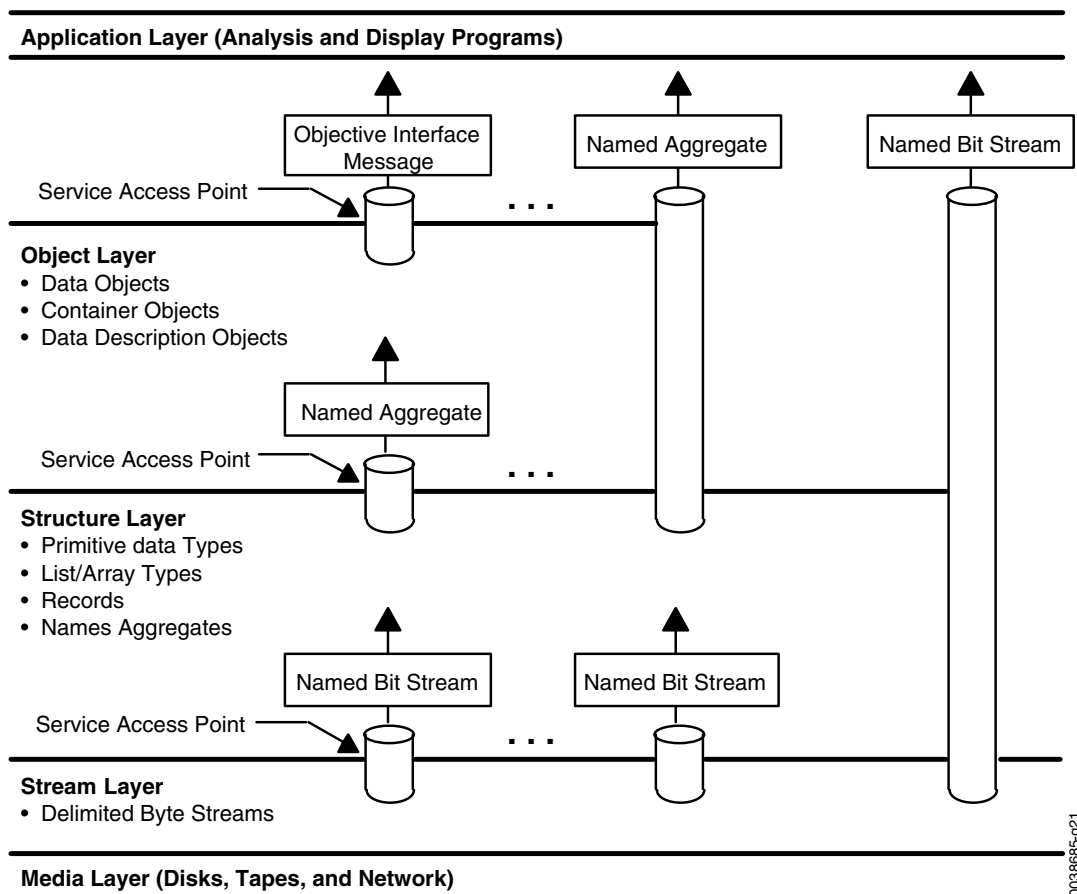 Application Layer (Analysis and Display Programs)
Objective Interface
Message
Named Aggregate
Named Bit Stream
Service Access Point
. . .
Object Layer
• Data Objects
• Container Objects
• Data Description Objects
Named Aggregate
Service Access Point
. . .
Structure Layer
• Primitive data Types
• List/Array Types
• Records
• Names Aggregates
Named Bit Stream
Named Bit Stream
Service Access Point
. . .
Stream Layer
• Delimited Byte Streams
Media Layer (Disks, Tapes, and Network)